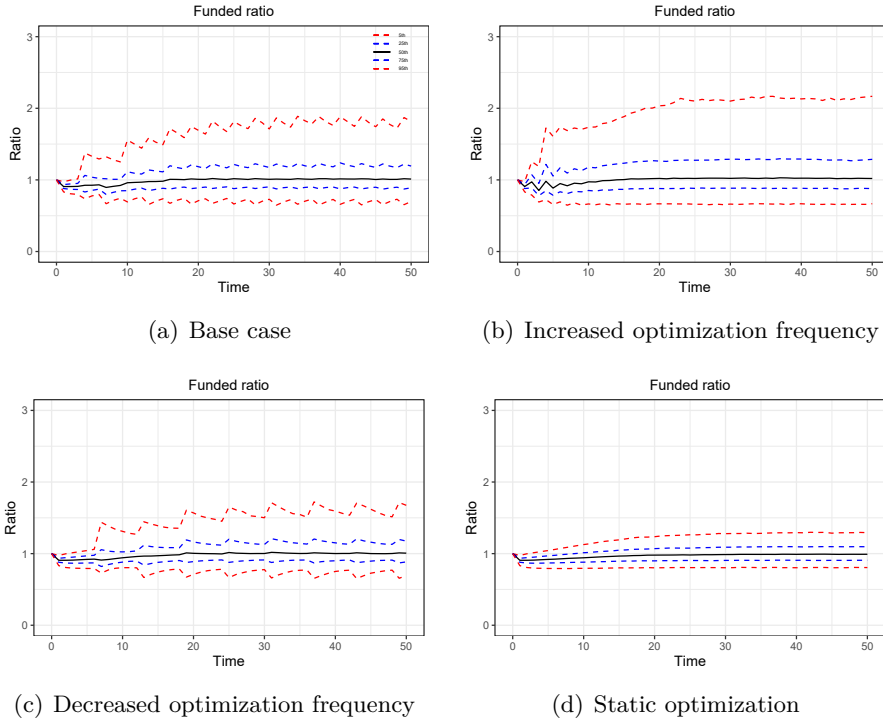 Funded ratio
3
2
1
0
Ratio
5th
25th
50th
75th
95th
0 10 20 30 40 50
Time
(a) Base case
Funded ratio
3
2
1
0
Ratio
0 10 20 30 40 50
Time
(b) Increased optimization frequency
Funded ratio
3
2
1
0
Ratio
0 10 20 30 40 50
Time
(c) Decreased optimization frequency
Funded ratio
3
2
1
0
Ratio
0 10 20 30 40 50
Time
(d) Static optimization